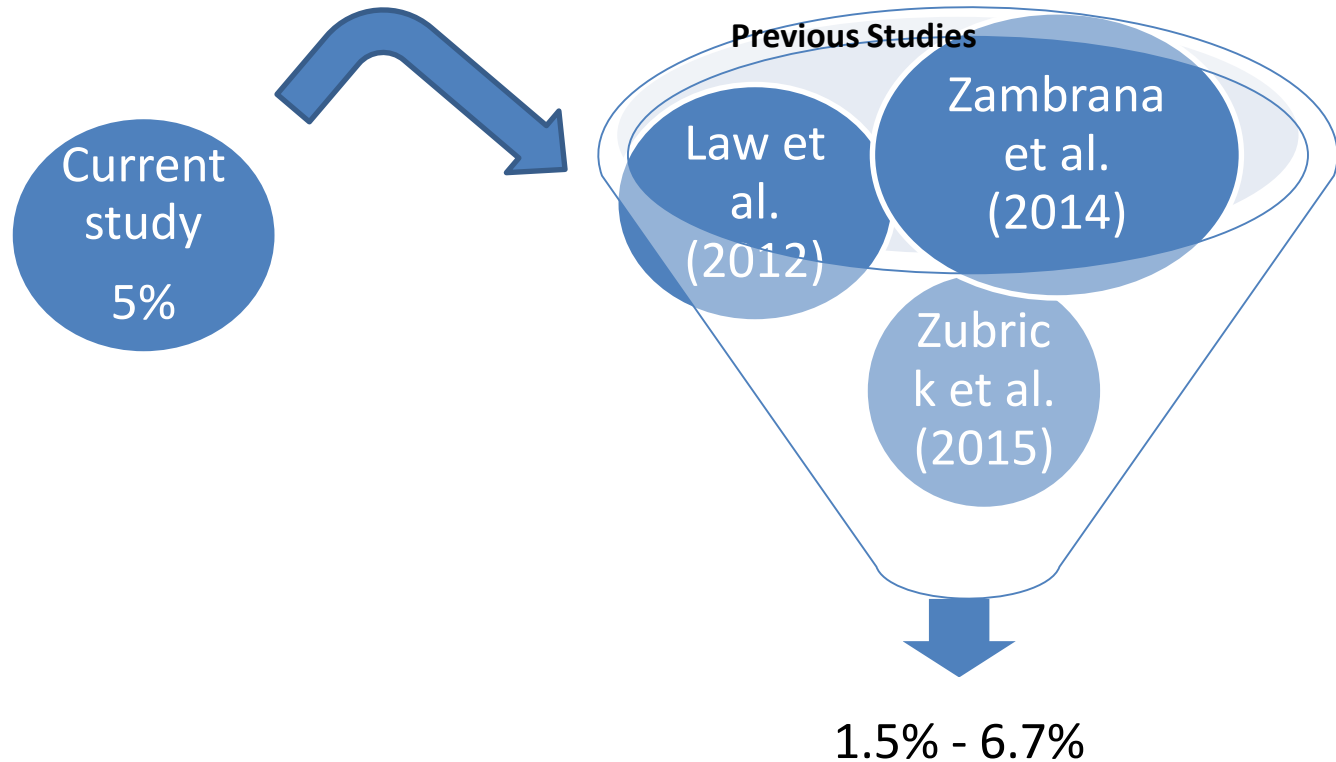 Previous Studies
Current
study
5%
Law et
al.
(2012)
Zambrana
et al.
(2014)
Zubric
k et al.
(2015)
1.5% - 6.7%